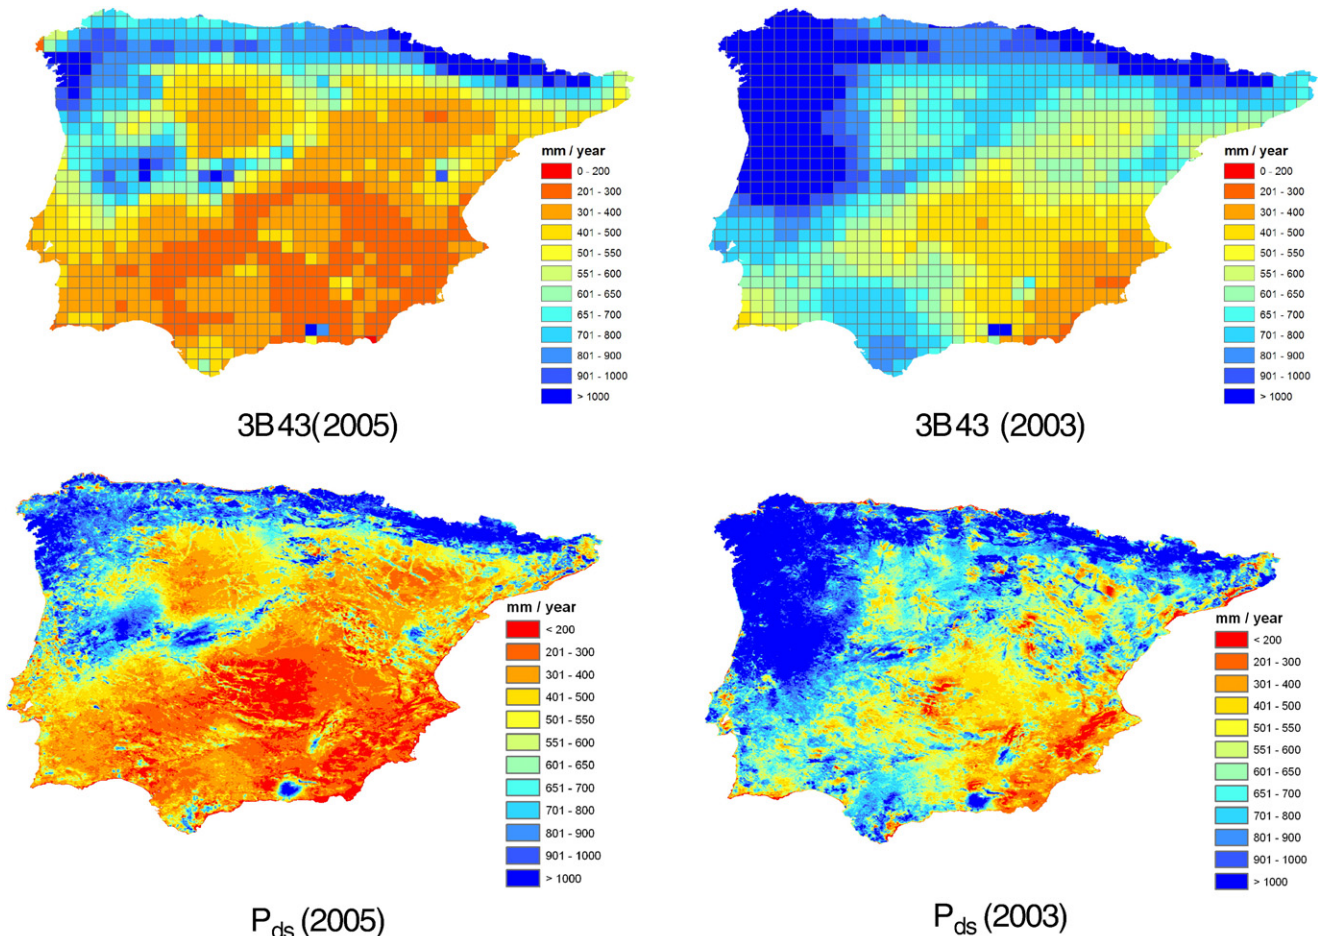 mm / year
0 - 200
201 - 300
301 - 400
401 - 500
501 - 550
551 - 600
601 - 650
651 - 700
701 - 800
801 - 900
901 - 1000
> 1000
3B43(2005)
mm / year
0 - 200
201 - 300
301 - 400
401 - 500
501 - 550
551 - 600
601 - 650
651 - 700
701 - 800
801 - 900
901 - 1000
> 1000
3B43 (2003)
mm / year
< 200
201 - 300
301 - 400
401 - 500
501 - 550
551 - 600
601 - 650
651 - 700
701 - 800
801 - 900
901 - 1000
> 1000
Pds (2005)
mm / year
< 200
201 - 300
301 - 400
401 - 500
501 - 550
551 - 600
601 - 650
651 - 700
701 - 800
801 - 900
901 - 1000
> 1000
Pds (2003)